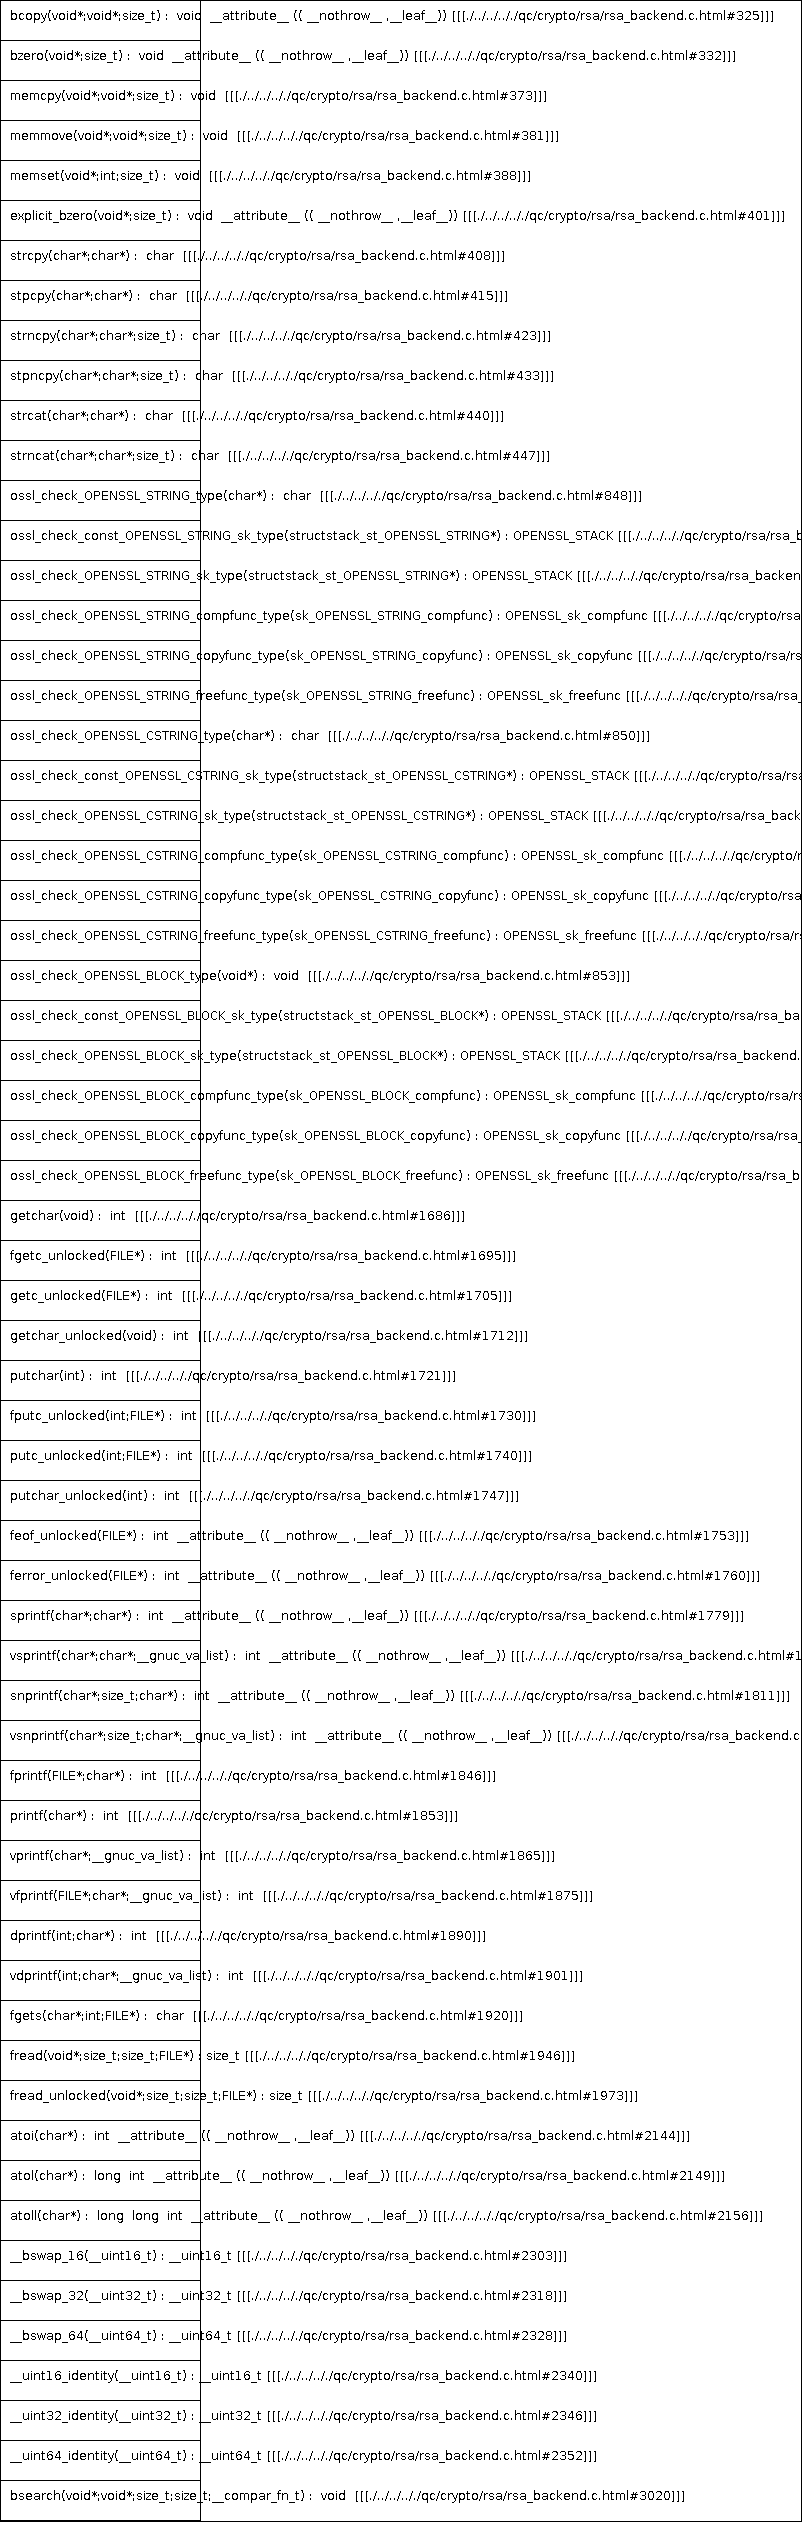 bcopy(void*;void*;size_t) : void __attribute__ (( __nothrow__ ,__leaf__)) [[[./../../../qc/crypto/rsa/rsa_backend.c.html#325]]]
bzero(void*;size_t) : void __attribute__ (( __nothrow__ ,__leaf__)) [[[./../../../qc/crypto/rsa/rsa_backend.c.html#332]]]
memcpy(void*;void*;size_t) : void [[[./../../../qc/crypto/rsa/rsa_backend.c.html#373]]]
memmove(void*;void*;size_t) : void [[[./../../../qc/crypto/rsa/rsa_backend.c.html#381]]]
memset(void*;int;size_t) : void [[[./../../../qc/crypto/rsa/rsa_backend.c.html#388]]]
explicit_bzero(void*;size_t) : void __attribute__ (( __nothrow__ ,__leaf__)) [[[./../../../qc/crypto/rsa/rsa_backend.c.html#401]]]
strcpy(char*;char*) : char [[[./../../../qc/crypto/rsa/rsa_backend.c.html#408]]]
stpcpy(char*;char*) : char [[[./../../../qc/crypto/rsa/rsa_backend.c.html#415]]]
strncpy(char*;char*;size_t) : char [[[./../../../qc/crypto/rsa/rsa_backend.c.html#423]]]
stpncpy(char*;char*;size_t) : char [[[./../../../qc/crypto/rsa/rsa_backend.c.html#433]]]
strcat(char*;char*) : char [[[./../../../qc/crypto/rsa/rsa_backend.c.html#440]]]
strncat(char*;char*;size_t) : char [[[./../../../qc/crypto/rsa/rsa_backend.c.html#447]]]
ossl_check_OPENSSL_STRING_type(char*) : char [[[./../../../qc/crypto/rsa/rsa_backend.c.html#848]]]
ossl_check_const_OPENSSL_STRING_sk_type(structstack_st_OPENSSL_STRING*) : OPENSSL_STACK [[[./../../../qc/crypto/rsa/rsa_b
ossl_check_OPENSSL_STRING_sk_type(structstack_st_OPENSSL_STRING*) : OPENSSL_STACK [[[./../../../qc/crypto/rsa/rsa_backen
ossl_check_OPENSSL_STRING_compfunc_type(sk_OPENSSL_STRING_compfunc) : OPENSSL_sk_compfunc [[[./../../../qc/crypto/rsa
ossl_check_OPENSSL_STRING_copyfunc_type(sk_OPENSSL_STRING_copyfunc) : OPENSSL_sk_copyfunc [[[./../../../qc/crypto/rsa/rs
ossl_check_OPENSSL_STRING_freefunc_type(sk_OPENSSL_STRING_freefunc) : OPENSSL_sk_freefunc [[[./../../../qc/crypto/rsa/rsa_
ossl_check_OPENSSL_CSTRING_type(char*) : char [[[./../../../qc/crypto/rsa/rsa_backend.c.html#850]]]
ossl_check_const_OPENSSL_CSTRING_sk_type(structstack_st_OPENSSL_CSTRING*) : OPENSSL_STACK [[[./../../../qc/crypto/rsa/rsa
ossl_check_OPENSSL_CSTRING_sk_type(structstack_st_OPENSSL_CSTRING*) : OPENSSL_STACK [[[./../../../qc/crypto/rsa/rsa_back
ossl_check_OPENSSL_CSTRING_compfunc_type(sk_OPENSSL_CSTRING_compfunc) : OPENSSL_sk_compfunc [[[./../../../qc/crypto/r
ossl_check_OPENSSL_CSTRING_copyfunc_type(sk_OPENSSL_CSTRING_copyfunc) : OPENSSL_sk_copyfunc [[[./../../../qc/crypto/rsa
ossl_check_OPENSSL_CSTRING_freefunc_type(sk_OPENSSL_CSTRING_freefunc) : OPENSSL_sk_freefunc [[[./../../../qc/crypto/rsa/rs
ossl_check_OPENSSL_BLOCK_type(void*) : void [[[./../../../qc/crypto/rsa/rsa_backend.c.html#853]]]
ossl_check_const_OPENSSL_BLOCK_sk_type(structstack_st_OPENSSL_BLOCK*) : OPENSSL_STACK [[[./../../../qc/crypto/rsa/rsa_ba
ossl_check_OPENSSL_BLOCK_sk_type(structstack_st_OPENSSL_BLOCK*) : OPENSSL_STACK [[[./../../../qc/crypto/rsa/rsa_backend.
ossl_check_OPENSSL_BLOCK_compfunc_type(sk_OPENSSL_BLOCK_compfunc) : OPENSSL_sk_compfunc [[[./../../../qc/crypto/rsa/rs
ossl_check_OPENSSL_BLOCK_copyfunc_type(sk_OPENSSL_BLOCK_copyfunc) : OPENSSL_sk_copyfunc [[[./../../../qc/crypto/rsa/rsa_
ossl_check_OPENSSL_BLOCK_freefunc_type(sk_OPENSSL_BLOCK_freefunc) : OPENSSL_sk_freefunc [[[./../../../qc/crypto/rsa/rsa_b
getchar(void) : int [[[./../../../qc/crypto/rsa/rsa_backend.c.html#1686]]]
fgetc_unlocked(FILE*) : int [[[./../../../qc/crypto/rsa/rsa_backend.c.html#1695]]]
getc_unlocked(FILE*) : int [[[./../../../qc/crypto/rsa/rsa_backend.c.html#1705]]]
getchar_unlocked(void) : int [[[./../../../qc/crypto/rsa/rsa_backend.c.html#1712]]]
putchar(int) : int [[[./../../../qc/crypto/rsa/rsa_backend.c.html#1721]]]
fputc_unlocked(int;FILE*) : int [[[./../../../qc/crypto/rsa/rsa_backend.c.html#1730]]]
putc_unlocked(int;FILE*) : int [[[./../../../qc/crypto/rsa/rsa_backend.c.html#1740]]]
putchar_unlocked(int) : int [[[./../../../qc/crypto/rsa/rsa_backend.c.html#1747]]]
feof_unlocked(FILE*) : int __attribute__ (( __nothrow__ ,__leaf__)) [[[./../../../qc/crypto/rsa/rsa_backend.c.html#1753]]]
ferror_unlocked(FILE*) : int __attribute__ (( __nothrow__ ,__leaf__)) [[[./../../../qc/crypto/rsa/rsa_backend.c.html#1760]]]
sprintf(char*;char*) : int __attribute__ (( __nothrow__ ,__leaf__)) [[[./../../../qc/crypto/rsa/rsa_backend.c.html#1779]]]
vsprintf(char*;char*;__gnuc_va_list) : int __attribute__ (( __nothrow__ ,__leaf__)) [[[./../../../qc/crypto/rsa/rsa_backend.c.html#1
snprintf(char*;size_t;char*) : int __attribute__ (( __nothrow__ ,__leaf__)) [[[./../../../qc/crypto/rsa/rsa_backend.c.html#1811]]]
vsnprintf(char*;size_t;char*;__gnuc_va_list) : int __attribute__ (( __nothrow__ ,__leaf__)) [[[./../../../qc/crypto/rsa/rsa_backend.c
fprintf(FILE*;char*) : int [[[./../../../qc/crypto/rsa/rsa_backend.c.html#1846]]]
printf(char*) : int [[[./../../../qc/crypto/rsa/rsa_backend.c.html#1853]]]
vprintf(char*;__gnuc_va_list) : int [[[./../../../qc/crypto/rsa/rsa_backend.c.html#1865]]]
vfprintf(FILE*;char*;__gnuc_va_list) : int [[[./../../../qc/crypto/rsa/rsa_backend.c.html#1875]]]
dprintf(int;char*) : int [[[./../../../qc/crypto/rsa/rsa_backend.c.html#1890]]]
vdprintf(int;char*;__gnuc_va_list) : int [[[./../../../qc/crypto/rsa/rsa_backend.c.html#1901]]]
fgets(char*;int;FILE*) : char [[[./../../../qc/crypto/rsa/rsa_backend.c.html#1920]]]
fread(void*;size_t;size_t;FILE*) : size_t [[[./../../../qc/crypto/rsa/rsa_backend.c.html#1946]]]
fread_unlocked(void*;size_t;size_t;FILE*) : size_t [[[./../../../qc/crypto/rsa/rsa_backend.c.html#1973]]]
atoi(char*) : int __attribute__ (( __nothrow__ ,__leaf__)) [[[./../../../qc/crypto/rsa/rsa_backend.c.html#2144]]]
atol(char*) : long int __attribute__ (( __nothrow__ ,__leaf__)) [[[./../../../qc/crypto/rsa/rsa_backend.c.html#2149]]]
atoll(char*) : long long int __attribute__ (( __nothrow__ ,__leaf__)) [[[./../../../qc/crypto/rsa/rsa_backend.c.html#2156]]]
__bswap_16(__uint16_t) : __uint16_t [[[./../../../qc/crypto/rsa/rsa_backend.c.html#2303]]]
__bswap_32(__uint32_t) : __uint32_t [[[./../../../qc/crypto/rsa/rsa_backend.c.html#2318]]]
__bswap_64(__uint64_t) : __uint64_t [[[./../../../qc/crypto/rsa/rsa_backend.c.html#2328]]]
__uint16_identity(__uint16_t) : __uint16_t [[[./../../../qc/crypto/rsa/rsa_backend.c.html#2340]]]
__uint32_identity(__uint32_t) : __uint32_t [[[./../../../qc/crypto/rsa/rsa_backend.c.html#2346]]]
__uint64_identity(__uint64_t) : __uint64_t [[[./../../../qc/crypto/rsa/rsa_backend.c.html#2352]]]
bsearch(void*;void*;size_t;size_t;__compar_fn_t) : void [[[./../../../qc/crypto/rsa/rsa_backend.c.html#3020]]]